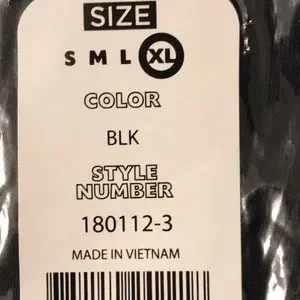 SIZE
S M L XL
COLOR
BLK
STYLE
NUMBER
180112-3
MADE IN VIETNAM